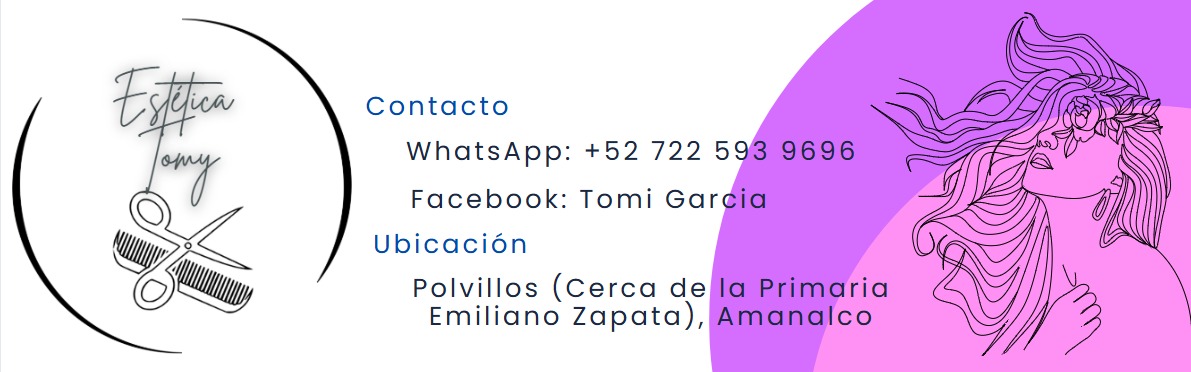 Estética
Tomy
Contacto
WhatsApp: +52 722 593 9696
Facebook: Tomi Garcia
Ubicación
Polvillos (Cerca de la Primaria
Emiliano Zapata), Amanalco